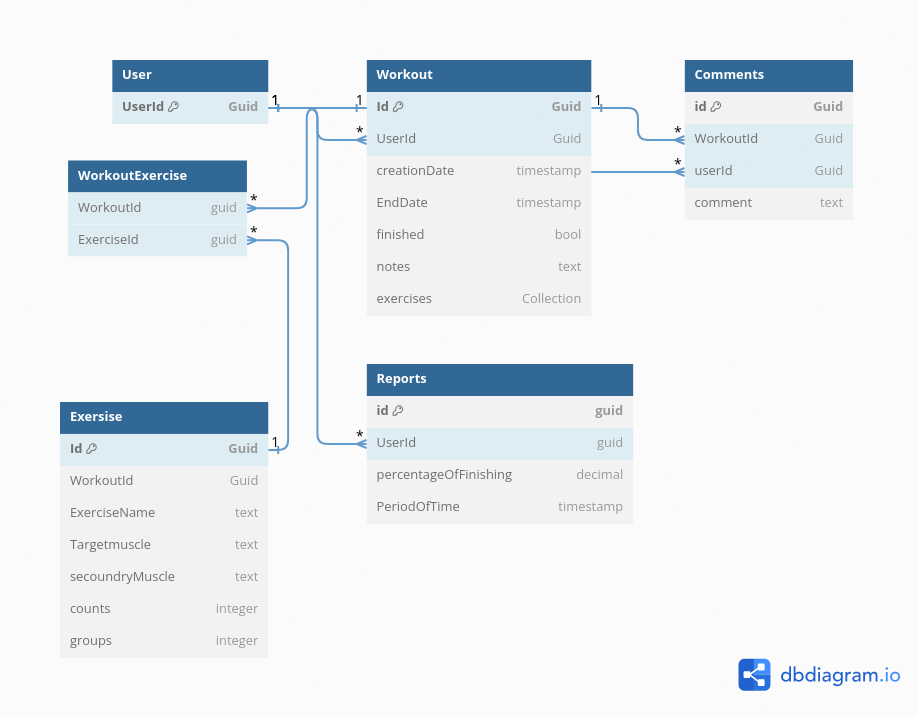 User
UserId Guid
1
1
*
WorkoutExercise
WorkoutId guid
*
ExerciseId guid
*
Workout
Id Guid
1
UserId Guid
creationDate timestamp
EndDate timestamp
finished bool
notes text
exercises Collection
Comments
id Guid
WorkoutId Guid
*
userId Guid
*
comment text
Exersise
Id Guid
1
WorkoutId Guid
ExerciseName text
Targetmuscle text
secoundryMuscle text
counts integer
groups integer
Reports
id guid
UserId guid
*
percentageOfFinishing decimal
PeriodOfTime timestamp
dbdiagram.io